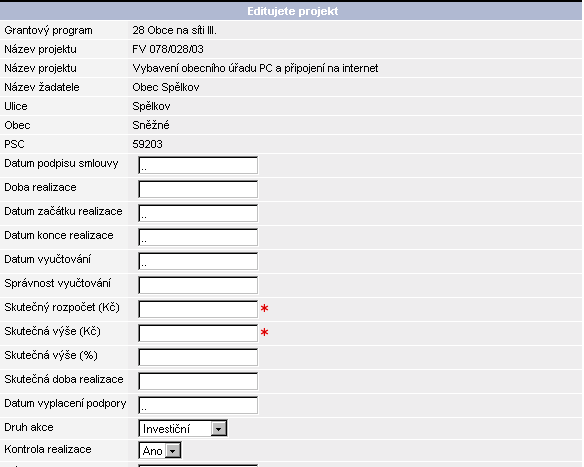 Editujete projekt
Grantový program 28 Obce na síti III.
Název projektu FV 078/028/03
Název projektu Vybavení obecního úřadu PC a připojení na internet
Název žadatele Obec Spělkov
Ulice Spělkov
Obec Sněžné
PSC 59203
Datum podpisu smlouvy ..
Doba realizace
Datum začátku realizace ..
Datum konce realizace ..
Datum vyučtování ..
Správnost vyučtování
Skutečný rozpočet (Kč) *
Skutečná výše (Kč) *
Skutečná výše (%)
Skutečná doba realizace
Datum vyplacení podpory ..
Druh akce Investiční
Kontrola realizace Ano